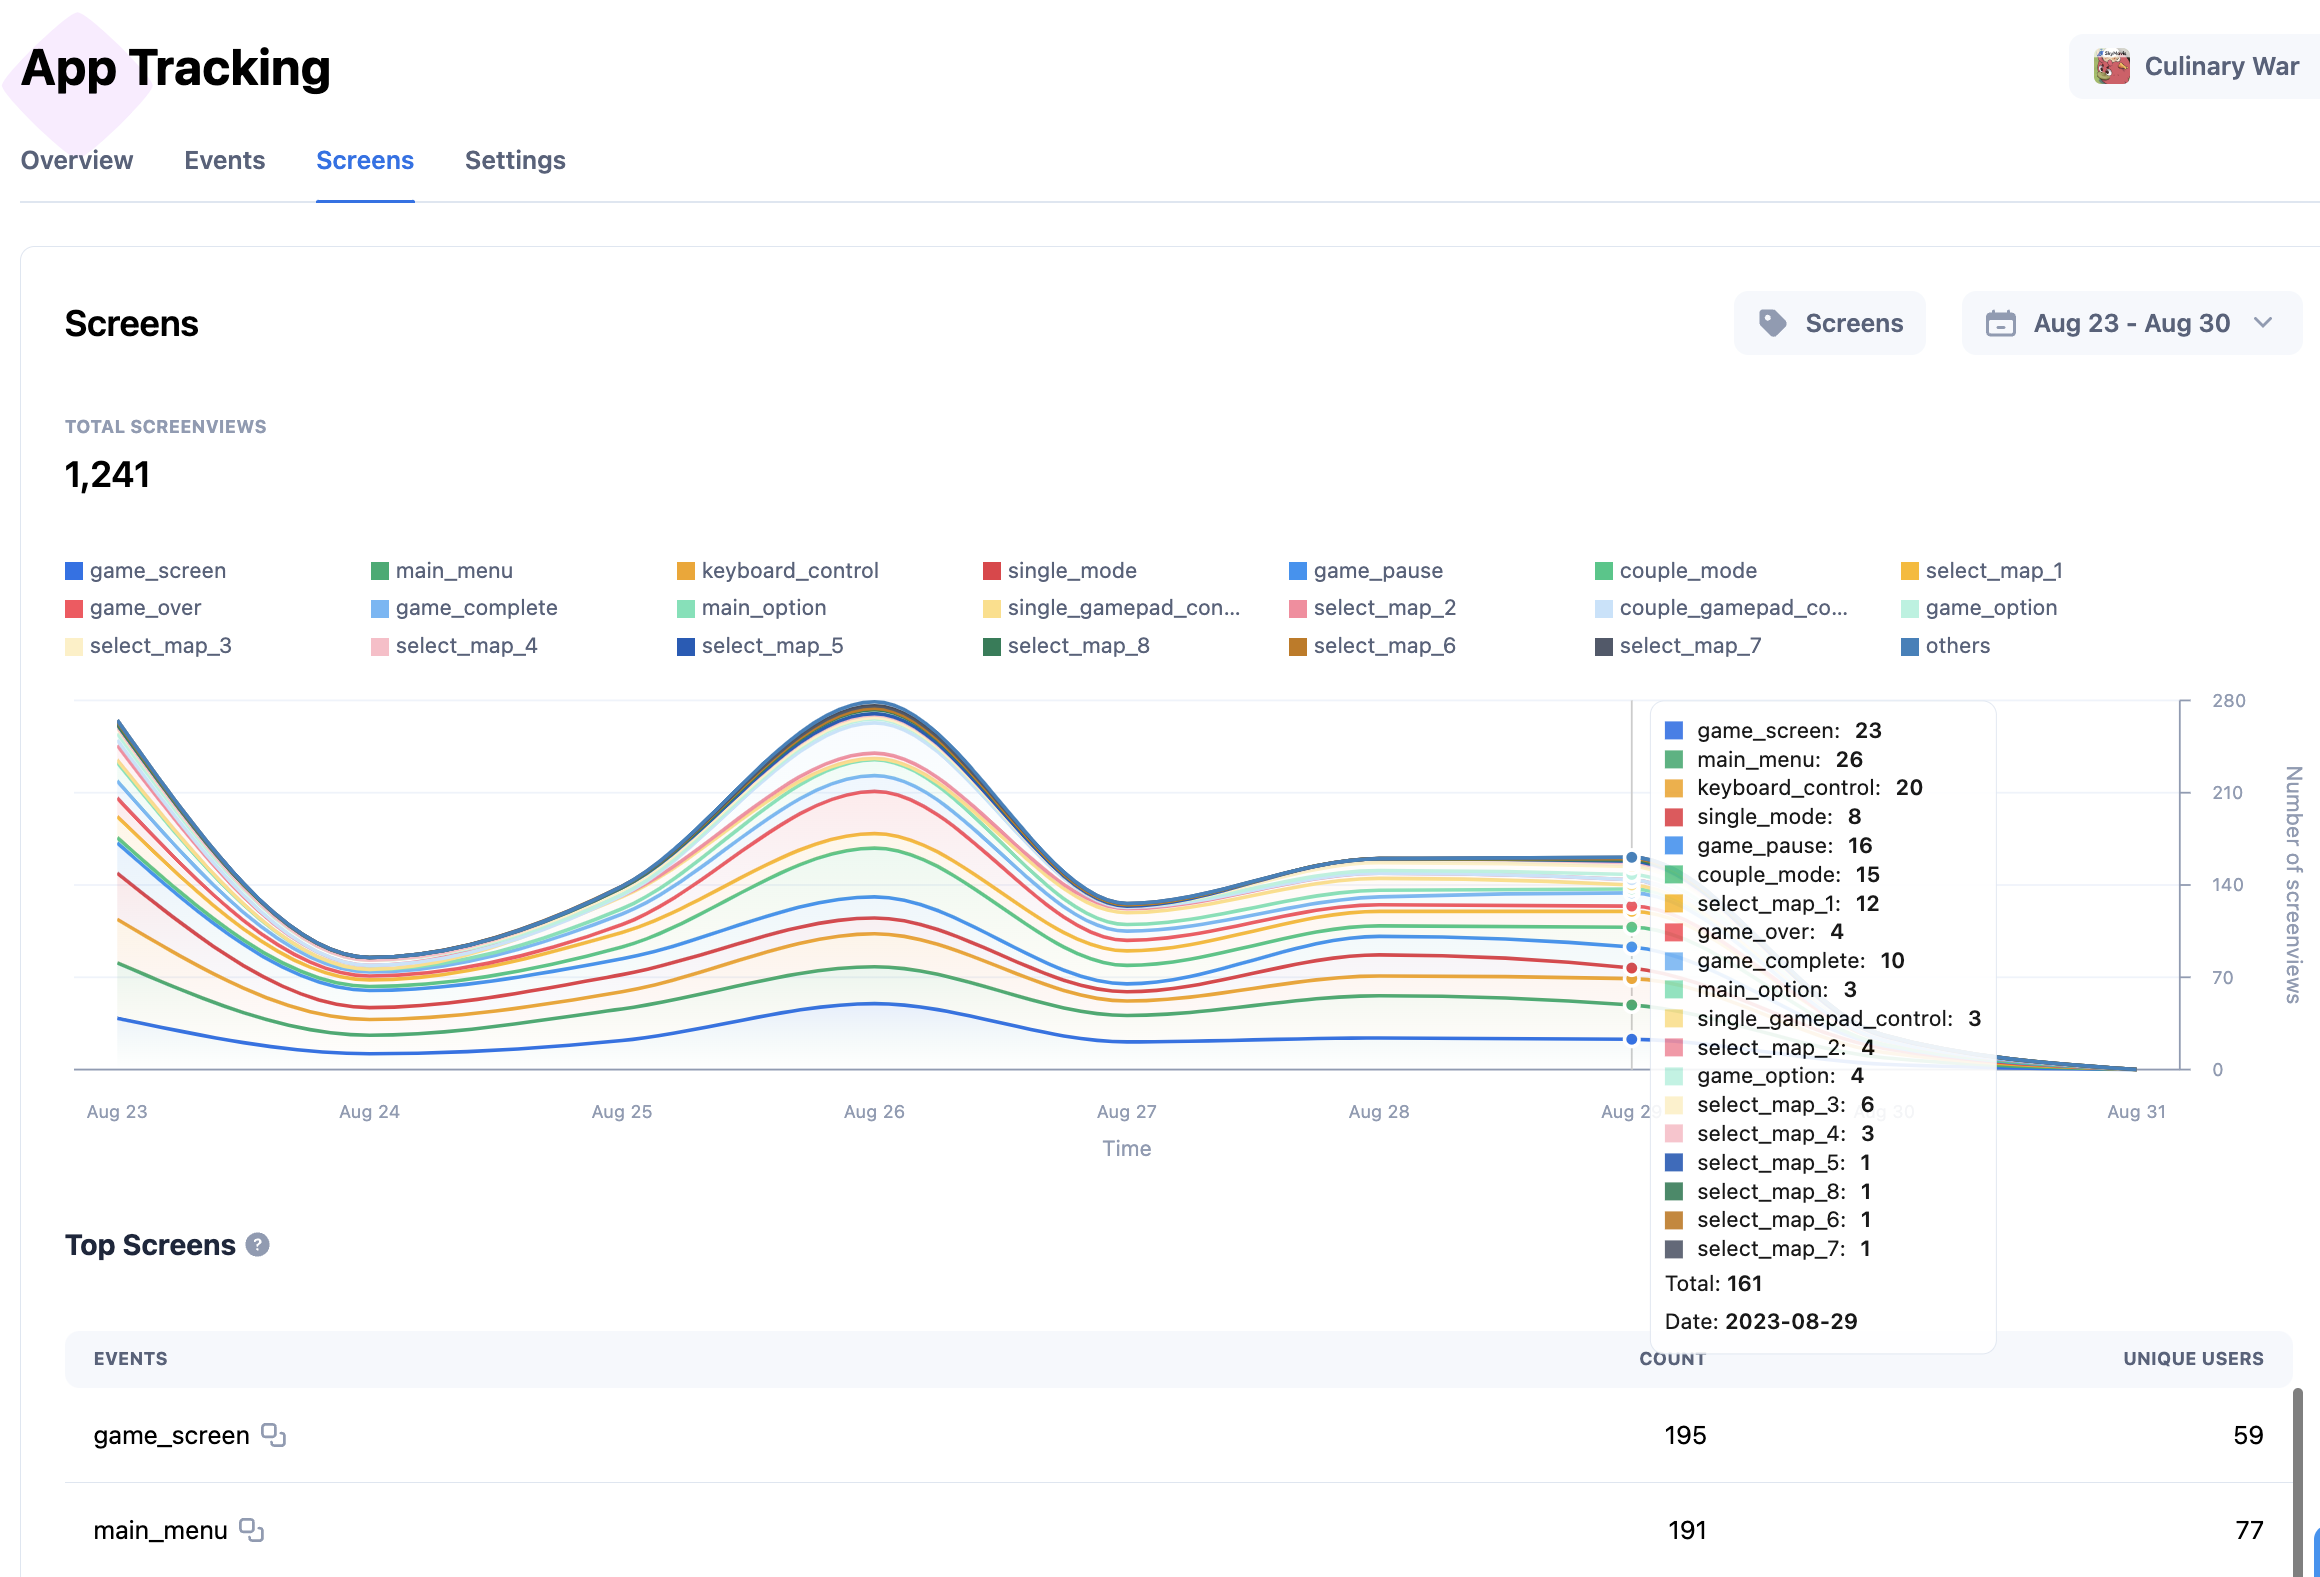 App Tracking
Culinary War
Overview Events Screens Settings
Screens
Screens
Aug 23 - Aug 30
TOTAL SCREENVIEWS
1,241
game_screen main_menu keyboard_control single_mode game_pause couple_mode select_map_1
game_over game_complete main_option single_gamepad_con... select_map_2 couple_gamepad_co... game_option
select_map_3 select_map_4 select_map_5 select_map_8 select_map_6 select_map_7 others
280
210
140
70
0
Number of screenviews
game_screen: 23
main_menu: 26
keyboard_control: 20
single_mode: 8
game_pause: 16
couple_mode: 15
select_map_1: 12
game_over: 4
game_complete: 10
main_option: 3
single_gamepad_control: 3
select_map_2: 4
game_option: 4
select_map_3: 6
select_map_4: 3
select_map_5: 1
select_map_8: 1
select_map_6: 1
select_map_7: 1
Total: 161
Date: 2023-08-29
Aug 23 Aug 24 Aug 25 Aug 26 Aug 27 Aug 28 Aug 29 Aug 30 Aug 31
Time
Top Screens ?
EVENTS COUNT UNIQUE USERS
game_screen 195 59
main_menu 191 77